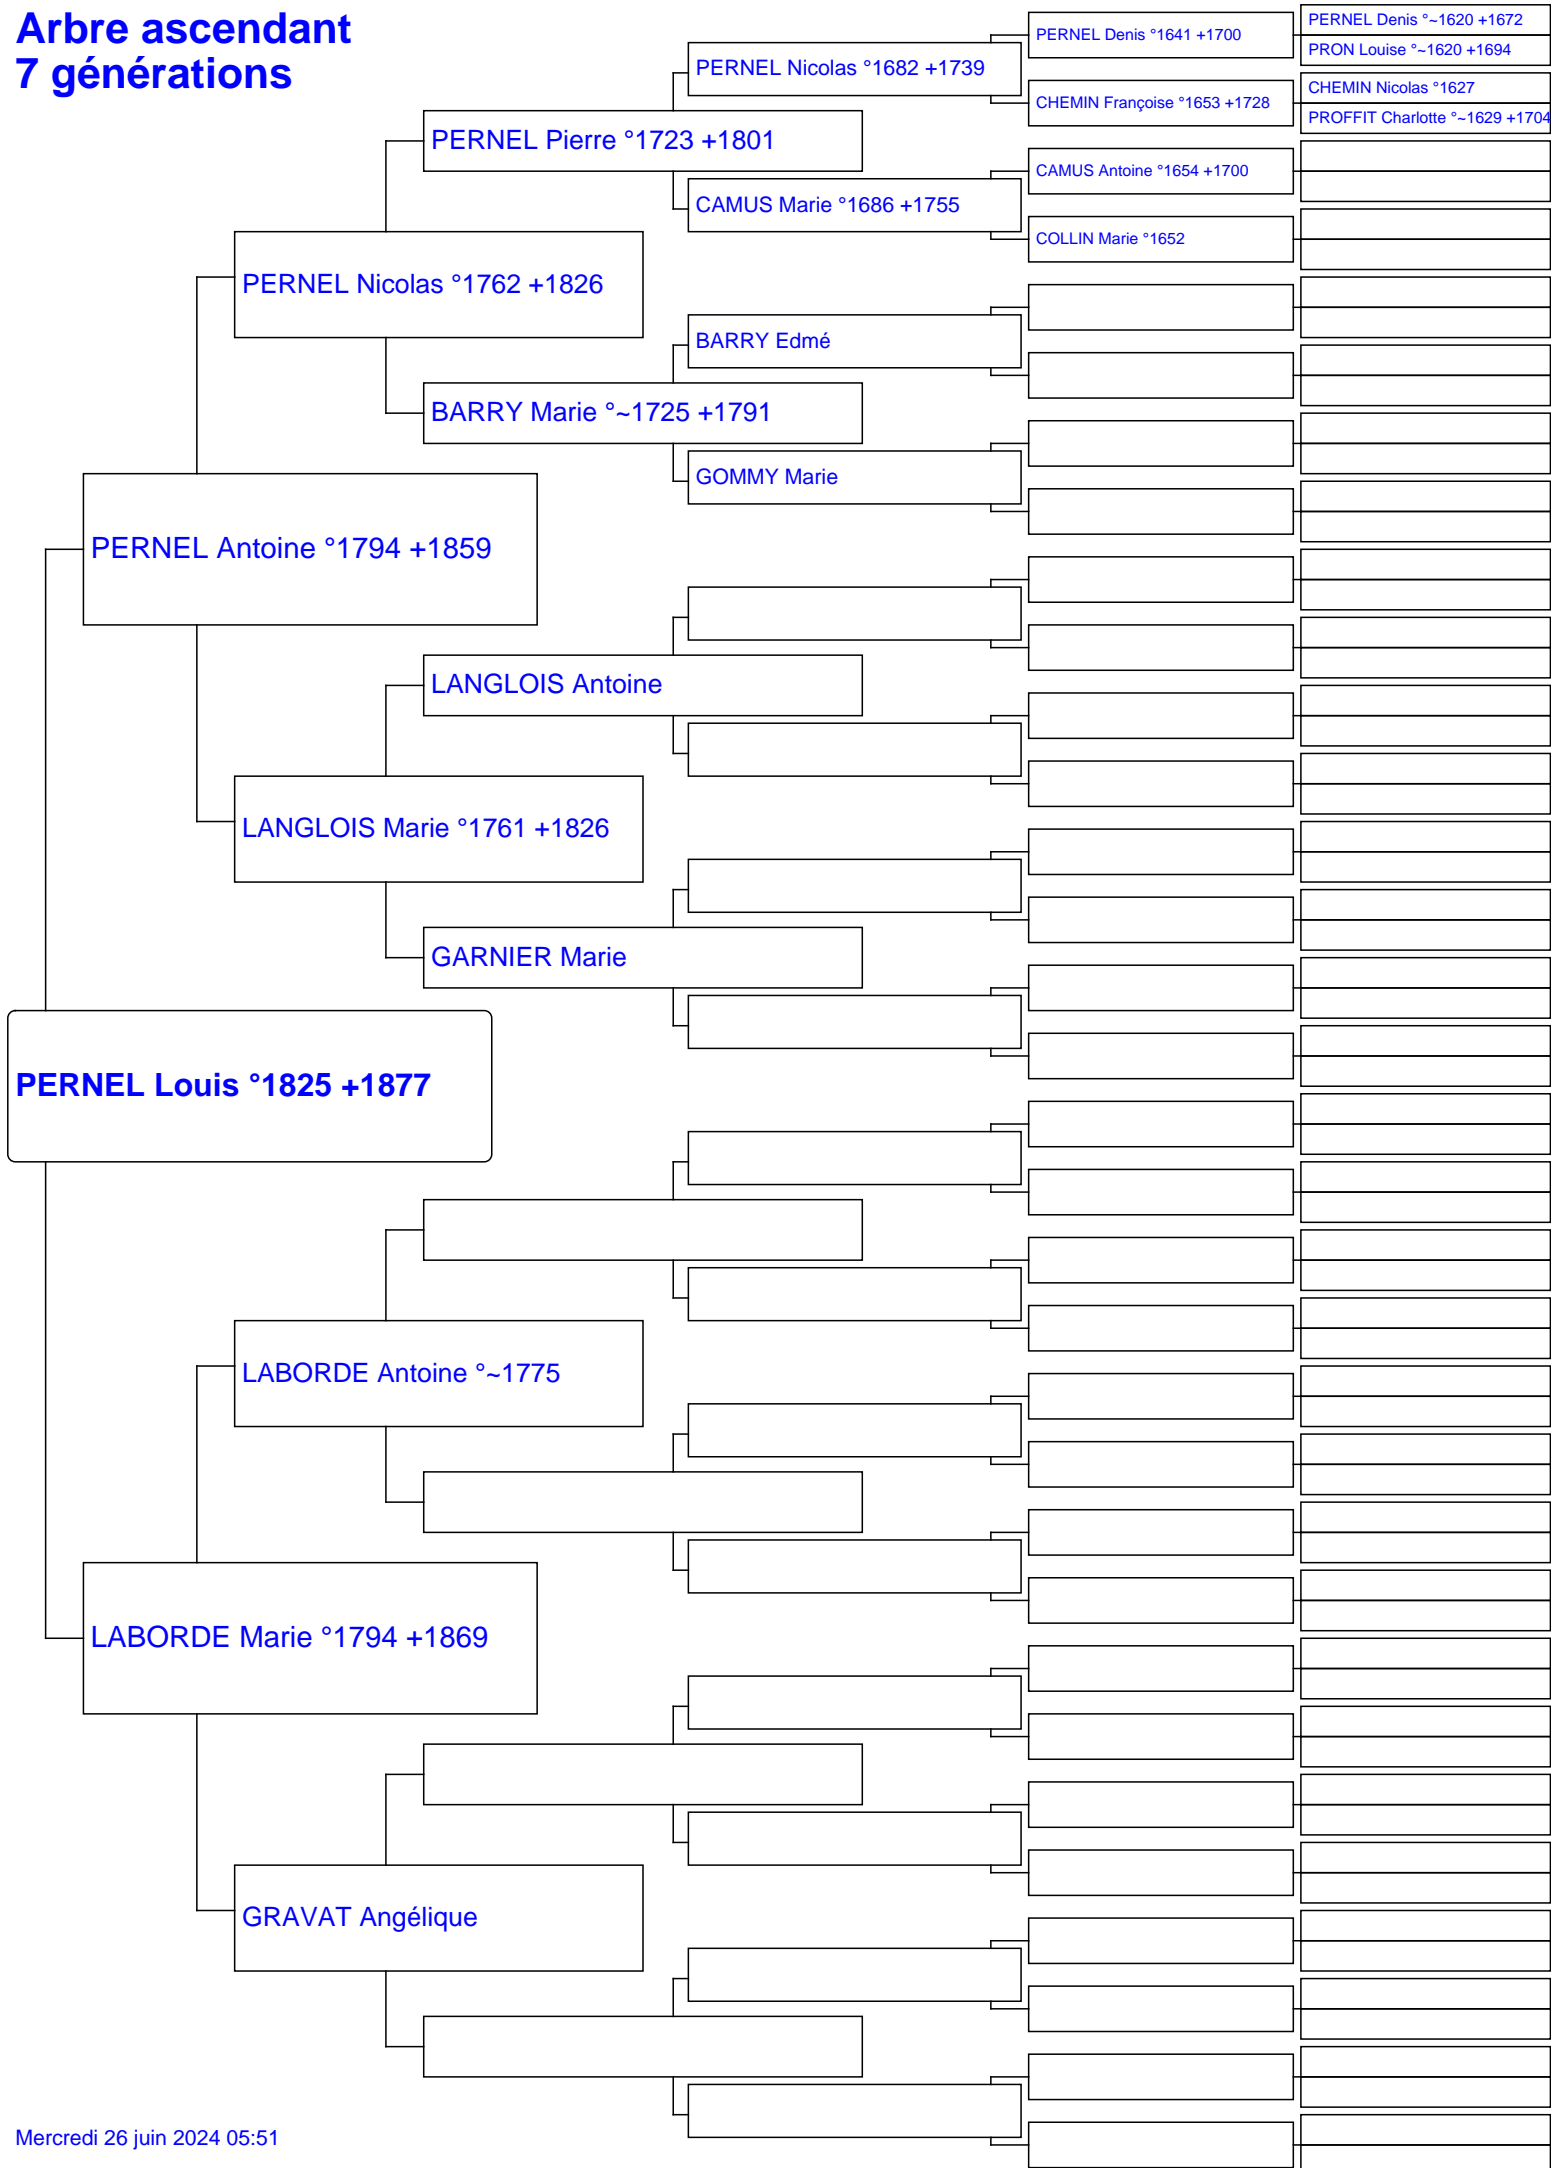 Arbre ascendant
7 générations
PERNEL Denis °~1620 +1672
PERNEL Denis °1641 +1700
PRON Louise °~1620 +1694
PERNEL Nicolas °1682 +1739
CHEMIN Nicolas °1627
CHEMIN Françoise °1653 +1728
PROFFIT Charlotte °~1629 +1704
PERNEL Pierre °1723 +1801
CAMUS Antoine °1654 +1700
CAMUS Marie °1686 +1755
COLLIN Marie °1652
PERNEL Nicolas °1762 +1826
BARRY Edmé
BARRY Marie °~1725 +1791
GOMMY Marie
PERNEL Antoine °1794 +1859
LANGLOIS Antoine
LANGLOIS Marie °1761 +1826
GARNIER Marie
PERNEL Louis °1825 +1877
LABORDE Antoine °~1775
LABORDE Marie °1794 +1869
GRAVAT Angélique
Mercredi 26 juin 2024 05:51